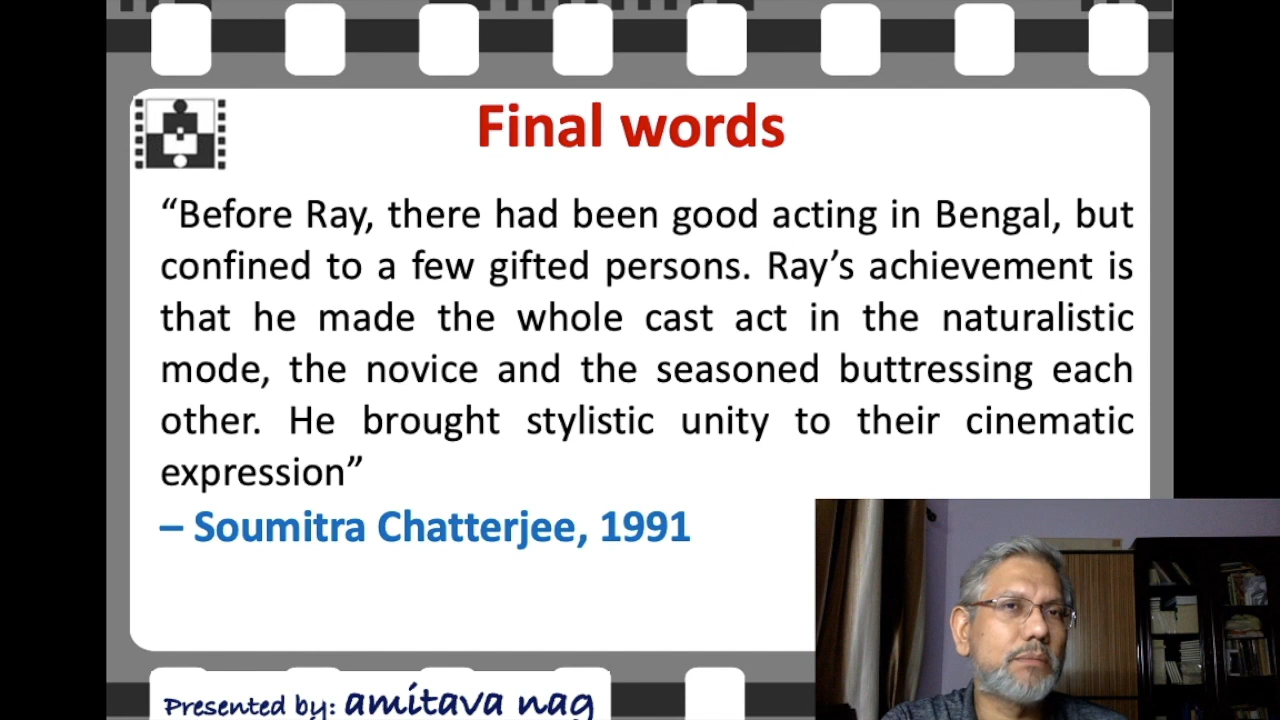 Final words
“Before Ray, there had been good acting in Bengal, but
confined to a few gifted persons. Ray’s achievement is
that he made the whole cast act in the naturalistic
mode, the novice and the seasoned buttressing each
other. He brought stylistic unity to their cinematic
expression”
– Soumitra Chatterjee, 1991
Presented by: amitava nag